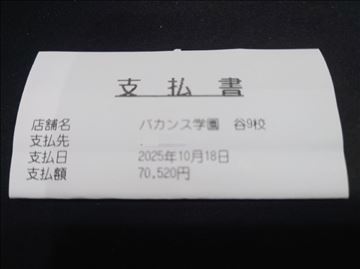 支払書
店舗名 バカンス学園 谷9校
支払先
支払日 2025年10月18日
支払額 70,520円